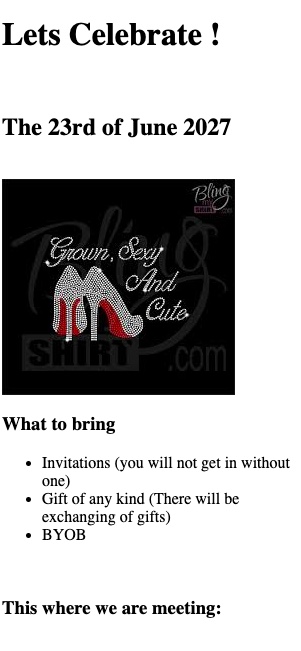 Lets Celebrate !
The 23rd of June 2027
Bling
my
SHIRT.com
Grown, Sexy
And
Cute
Bling
SHIRT
.com
What to bring
Invitations (you will not get in without
one)
Gift of any kind (There will be
exchanging of gifts)
BYOB
This where we are meeting: